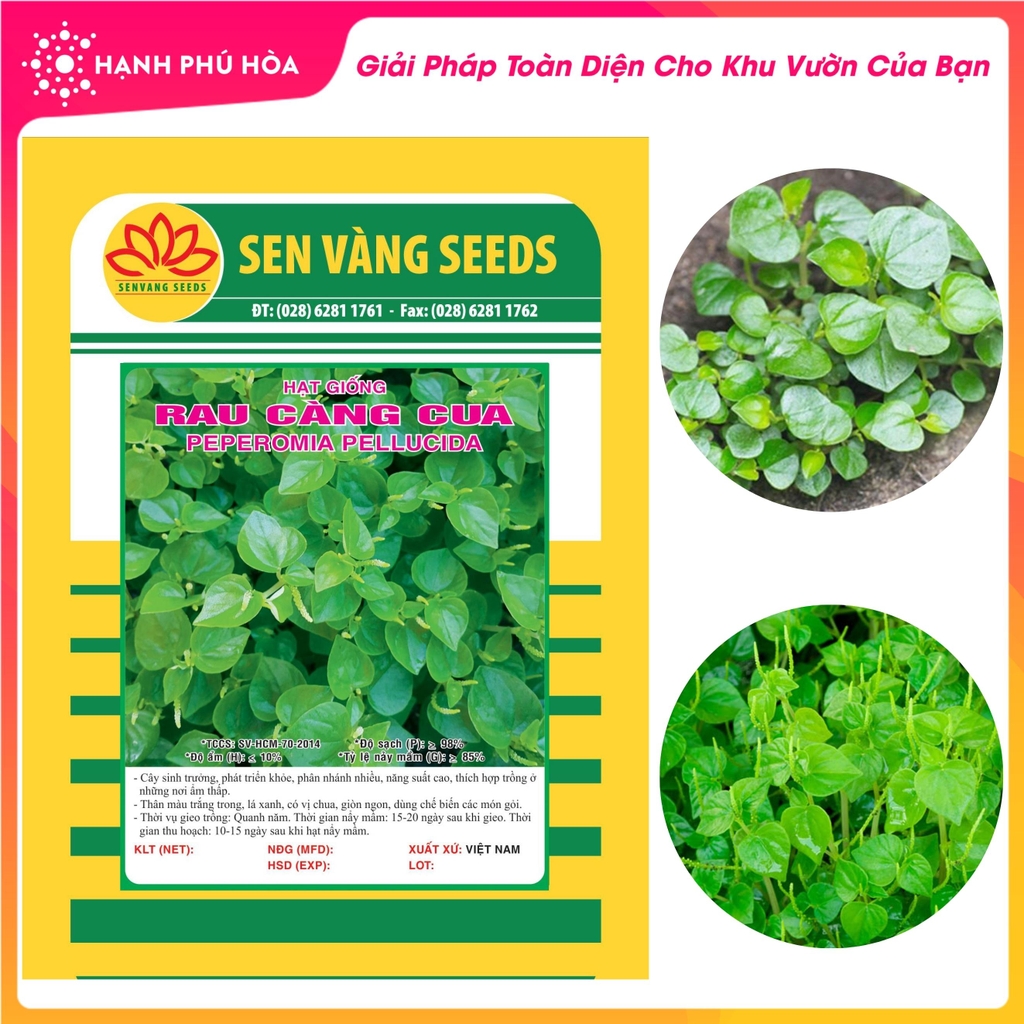 HẠNH PHÚ HÒA
Giải Pháp Toàn Diện Cho Khu Vườn Của Bạn
SENVANG SEEDS
SEN VÀNG SEEDS
ĐT: (028) 6281 1761 - Fax: (028) 6281 1762
HẠT GIỐNG
RAU CÀNG CUA
PEPEROMIA PELLUCIDA
*TCCS: SV-HCM-70-2014 *Độ sạch (P): ≥ 98%
*Độ ẩm (H): ≤ 10% *Tỷ lệ nảy mầm (G): ≥ 85%
- Cây sinh trưởng, phát triển khỏe, phân nhánh nhiều, năng suất cao, thích hợp trồng ở
những nơi ẩm thấp.
- Thân màu trắng trong, lá xanh, có vị chua, giòn ngon, dùng chế biến các món gỏi.
- Thời vụ gieo trồng: Quanh năm. Thời gian nẩy mầm: 15-20 ngày sau khi gieo. Thời
gian thu hoạch: 10-15 ngày sau khi hạt nẩy mầm.
KLT (NET): NĐG (MFD): XUẤT XỨ: VIỆT NAM
HSD (EXP): LOT: